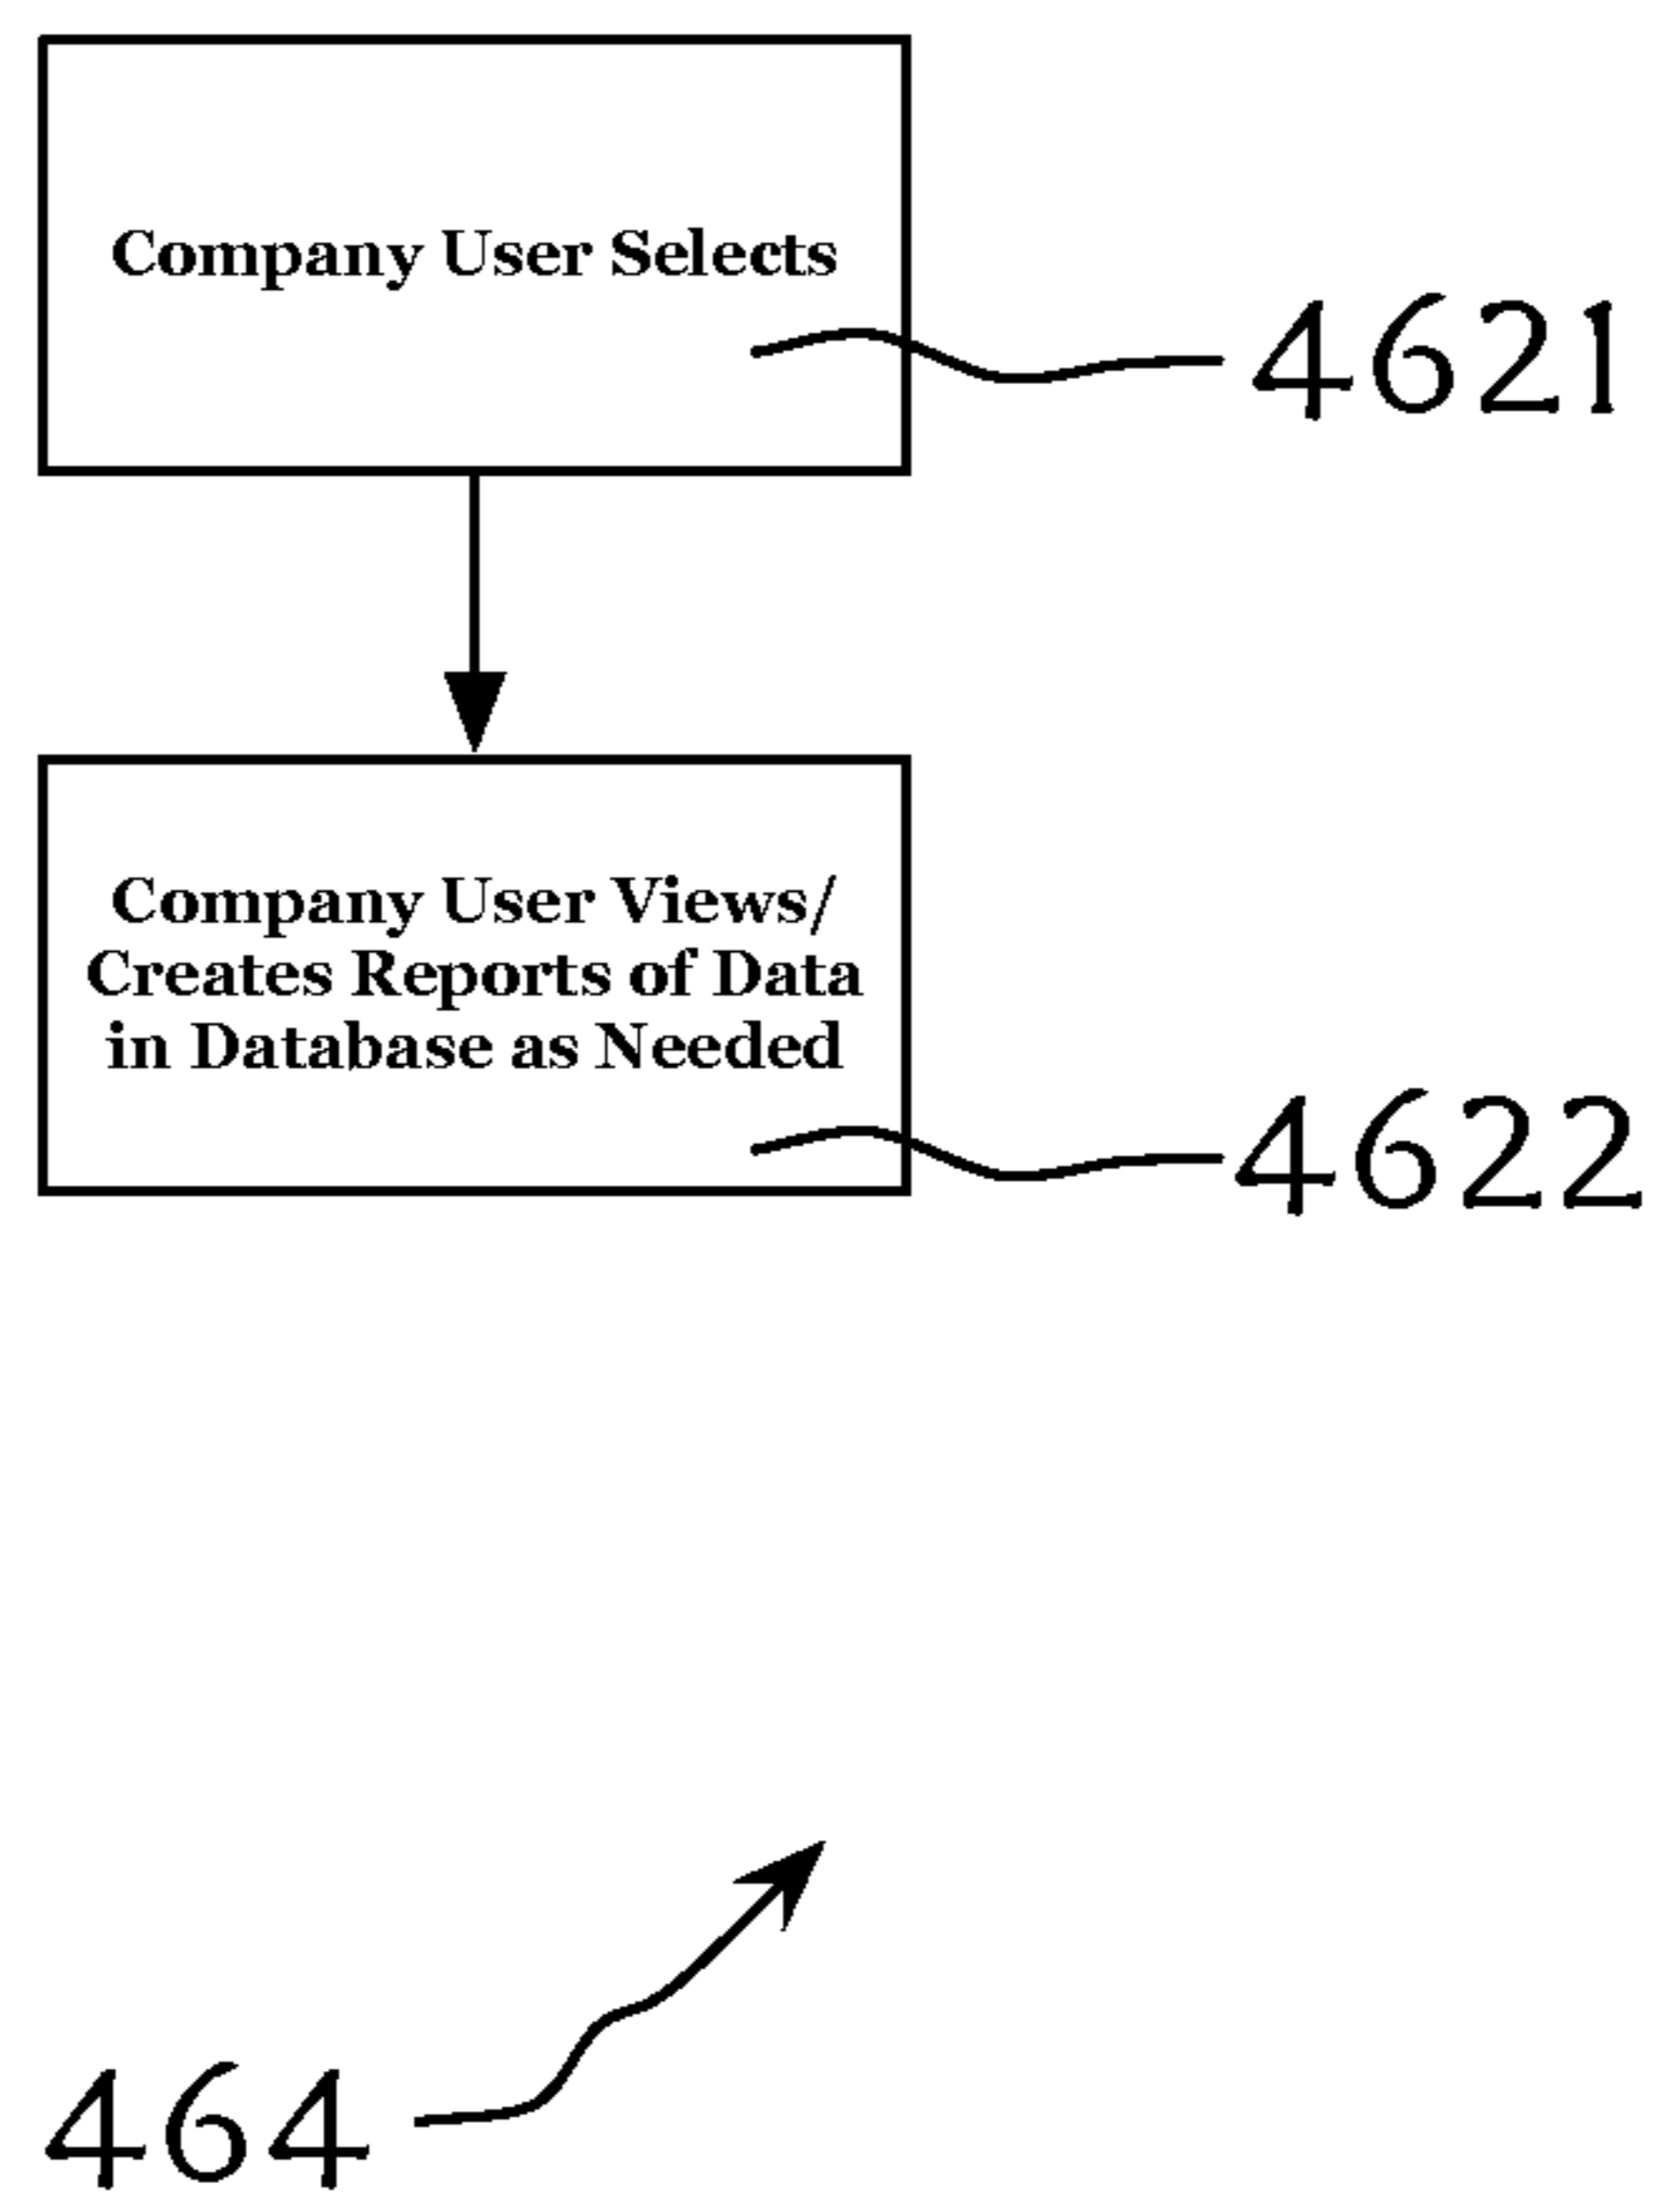 Company User Selects
4621
Company User Views/
Creates Reports of Data
in Database as Needed
4622
464